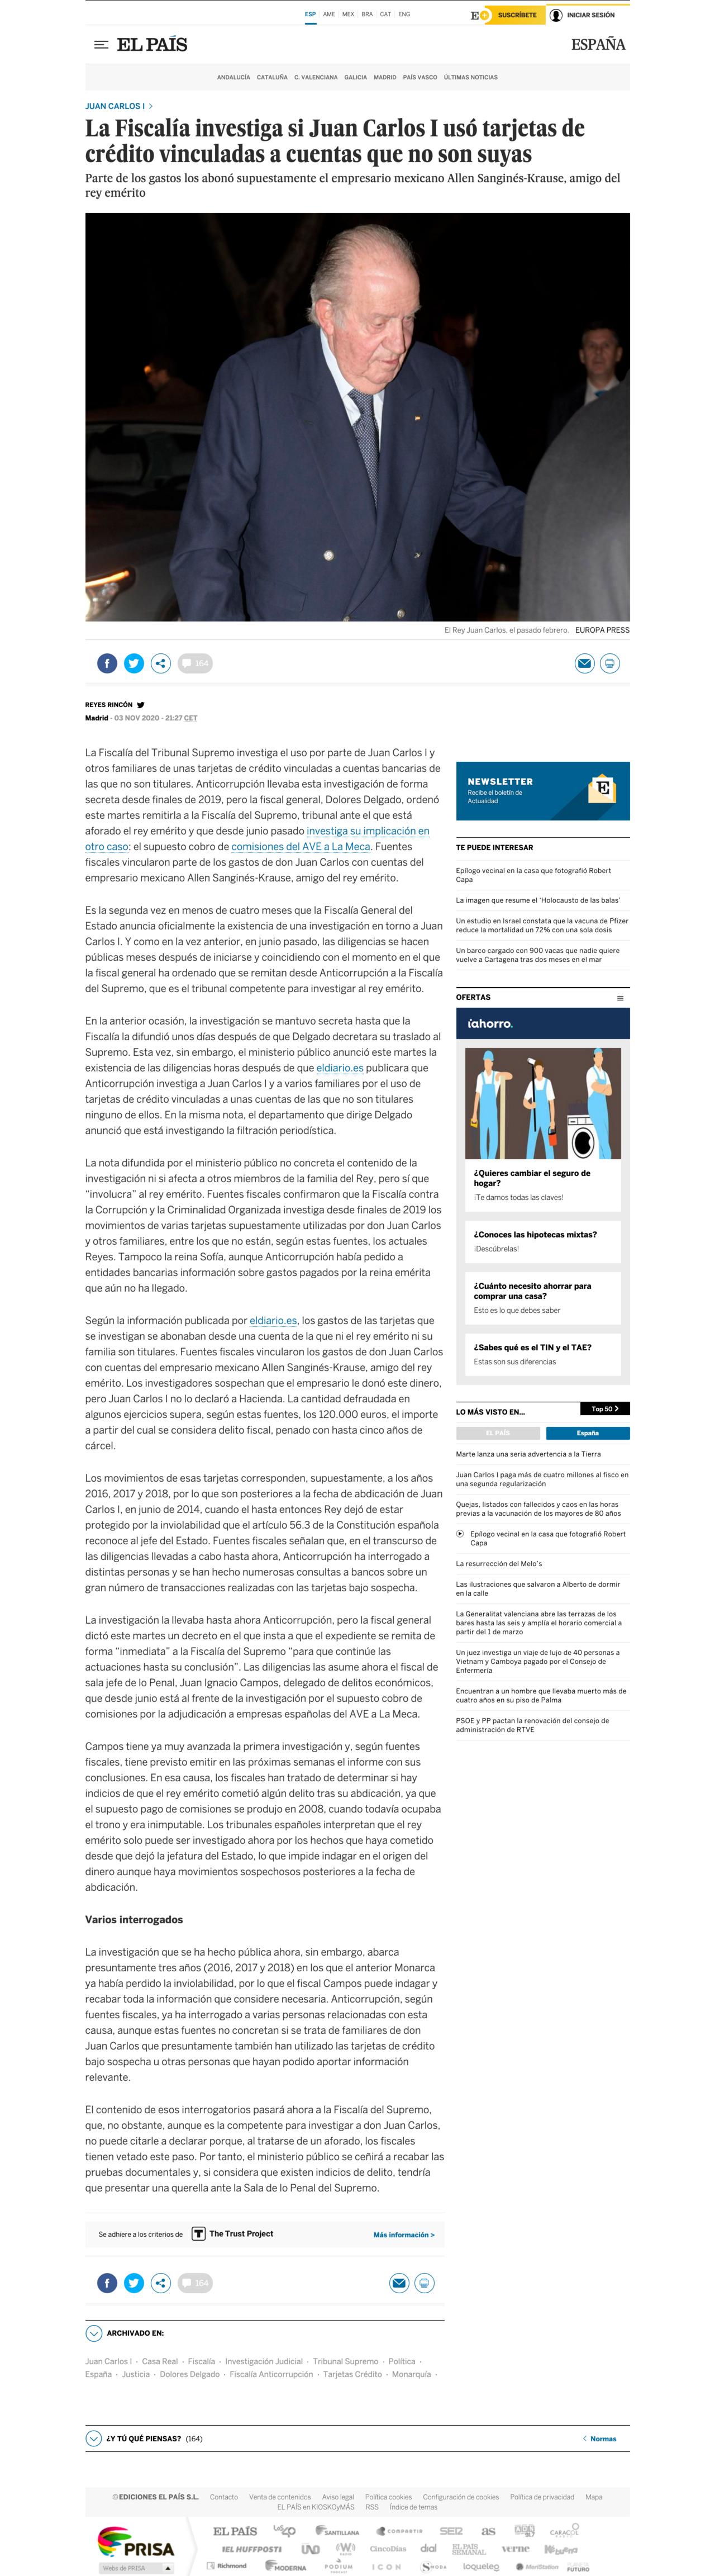 ESP AME MEX BRA CAT ENG
E+ SUSCRÍBETE INICIAR SESIÓN
EL PAÍS
ESPAÑA
ANDALUCÍA CATALUÑA C. VALENCIANA GALICIA MADRID PAÍS VASCO ÚLTIMAS NOTICIAS
JUAN CARLOS I >
La Fiscalía investiga si Juan Carlos I usó tarjetas de
crédito vinculadas a cuentas que no son suyas
Parte de los gastos los abonó supuestamente el empresario mexicano Allen Sanginés-Krause, amigo del
rey emérito
El Rey Juan Carlos, el pasado febrero. EUROPA PRESS
164
REYES RINCÓN
Madrid - 03 NOV 2020 - 21:27 CET
La Fiscalía del Tribunal Supremo investiga el uso por parte de Juan Carlos I y
otros familiares de unas tarjetas de crédito vinculadas a cuentas bancarias de
las que no son titulares. Anticorrupción llevaba esta investigación de forma
secreta desde finales de 2019, pero la fiscal general, Dolores Delgado, ordenó
este martes remitirla a la Fiscalía del Supremo, tribunal ante el que está
aforado el rey emérito y que desde junio pasado investiga su implicación en
otro caso: el supuesto cobro de comisiones del AVE a La Meca. Fuentes
fiscales vincularon parte de los gastos de don Juan Carlos con cuentas del
empresario mexicano Allen Sanginés-Krause, amigo del rey emérito.
Es la segunda vez en menos de cuatro meses que la Fiscalía General del
Estado anuncia oficialmente la existencia de una investigación en torno a Juan
Carlos I. Y como en la vez anterior, en junio pasado, las diligencias se hacen
públicas meses después de iniciarse y coincidiendo con el momento en el que
la fiscal general ha ordenado que se remitan desde Anticorrupción a la Fiscalía
del Supremo, que es el tribunal competente para investigar al rey emérito.
En la anterior ocasión, la investigación se mantuvo secreta hasta que la
Fiscalía la difundió unos días después de que Delgado decretara su traslado al
Supremo. Esta vez, sin embargo, el ministerio público anunció este martes la
existencia de las diligencias horas después de que eldiario.es publicara que
Anticorrupción investiga a Juan Carlos I y a varios familiares por el uso de
tarjetas de crédito vinculadas a unas cuentas de las que no son titulares
ninguno de ellos. En la misma nota, el departamento que dirige Delgado
anunció que está investigando la filtración periodística.
La nota difundida por el ministerio público no concreta el contenido de la
investigación ni si afecta a otros miembros de la familia del Rey, pero sí que
“involucra” al rey emérito. Fuentes fiscales confirmaron que la Fiscalía contra
la Corrupción y la Criminalidad Organizada investiga desde finales de 2019 los
movimientos de varias tarjetas supuestamente utilizadas por don Juan Carlos
y otros familiares, entre los que no están, según estas fuentes, los actuales
Reyes. Tampoco la reina Sofía, aunque Anticorrupción había pedido a
entidades bancarias información sobre gastos pagados por la reina emérita
que aún no ha llegado.
Según la información publicada por eldiario.es, los gastos de las tarjetas que
se investigan se abonaban desde una cuenta de la que ni el rey emérito ni su
familia son titulares. Fuentes fiscales vincularon los gastos de don Juan Carlos
con cuentas del empresario mexicano Allen Sanginés-Krause, amigo del rey
emérito. Los investigadores sospechan que el empresario le donó este dinero,
pero Juan Carlos I no lo declaró a Hacienda. La cantidad defraudada en
algunos ejercicios supera, según estas fuentes, los 120.000 euros, el importe
a partir del cual se considera delito fiscal, penado con hasta cinco años de
cárcel.
Los movimientos de esas tarjetas corresponden, supuestamente, a los años
2016, 2017 y 2018, por lo que son posteriores a la fecha de abdicación de Juan
Carlos I, en junio de 2014, cuando el hasta entonces Rey dejó de estar
protegido por la inviolabilidad que el artículo 56.3 de la Constitución española
reconoce al jefe del Estado. Fuentes fiscales señalan que, en el transcurso de
las diligencias llevadas a cabo hasta ahora, Anticorrupción ha interrogado a
distintas personas y se han hecho numerosas consultas a bancos sobre un
gran número de transacciones realizadas con las tarjetas bajo sospecha.
La investigación la llevaba hasta ahora Anticorrupción, pero la fiscal general
dictó este martes un decreto en el que insta a que el expediente se remita de
forma “inmediata” a la Fiscalía del Supremo “para que continúe las
actuaciones hasta su conclusión”. Las diligencias las asume ahora el fiscal de
sala jefe de lo Penal, Juan Ignacio Campos, delegado de delitos económicos,
que desde junio está al frente de la investigación por el supuesto cobro de
comisiones por la adjudicación a empresas españolas del AVE a La Meca.
Campos tiene ya muy avanzada la primera investigación y, según fuentes
fiscales, tiene previsto emitir en las próximas semanas el informe con sus
conclusiones. En esa causa, los fiscales han tratado de determinar si hay
indicios de que el rey emérito cometió algún delito tras su abdicación, ya que
el supuesto pago de comisiones se produjo en 2008, cuando todavía ocupaba
el trono y era inimputable. Los tribunales españoles interpretan que el rey
emérito solo puede ser investigado ahora por los hechos que haya cometido
desde que dejó la jefatura del Estado, lo que impide indagar en el origen del
dinero aunque haya movimientos sospechosos posteriores a la fecha de
abdicación.
Varios interrogados
La investigación que se ha hecho pública ahora, sin embargo, abarca
presuntamente tres años (2016, 2017 y 2018) en los que el anterior Monarca
ya había perdido la inviolabilidad, por lo que el fiscal Campos puede indagar y
recabar toda la información que considere necesaria. Anticorrupción, según
fuentes fiscales, ya ha interrogado a varias personas relacionadas con esta
causa, aunque estas fuentes no concretan si se trata de familiares de don
Juan Carlos que presuntamente también han utilizado las tarjetas de crédito
bajo sospecha u otras personas que hayan podido aportar información
relevante.
El contenido de esos interrogatorios pasará ahora a la Fiscalía del Supremo,
que, no obstante, aunque es la competente para investigar a don Juan Carlos,
no puede citarle a declarar porque, al tratarse de un aforado, los fiscales
tienen vetado este paso. Por tanto, el ministerio público se ceñirá a recabar las
pruebas documentales y, si considera que existen indicios de delito, tendría
que presentar una querella ante la Sala de lo Penal del Supremo.
Se adhiere a los criterios de T The Trust Project Más información >
164
ARCHIVADO EN:
Juan Carlos I · Casa Real · Fiscalía · Investigación Judicial · Tribunal Supremo · Política ·
España · Justicia · Dolores Delgado · Fiscalía Anticorrupción · Tarjetas Crédito · Monarquía ·
NEWSLETTER
Recibe el boletín de
Actualidad
E
TE PUEDE INTERESAR
Epílogo vecinal en la casa que fotografió Robert
Capa
La imagen que resume el ‘Holocausto de las balas’
Un estudio en Israel constata que la vacuna de Pfizer
reduce la mortalidad un 72% con una sola dosis
Un barco cargado con 900 vacas que nadie quiere
vuelve a Cartagena tras dos meses en el mar
OFERTAS
iahorro.
¿Quieres cambiar el seguro de
hogar?
¡Te damos todas las claves!
¿Conoces las hipotecas mixtas?
¡Descúbrelas!
¿Cuánto necesito ahorrar para
comprar una casa?
Esto es lo que debes saber
¿Sabes qué es el TIN y el TAE?
Estas son sus diferencias
LO MÁS VISTO EN... Top 50 >
EL PAÍS España
Marte lanza una seria advertencia a la Tierra
Juan Carlos I paga más de cuatro millones al fisco en
una segunda regularización
Quejas, listados con fallecidos y caos en las horas
previas a la vacunación de los mayores de 80 años
Epílogo vecinal en la casa que fotografió Robert
Capa
La resurrección del Melo's
Las ilustraciones que salvaron a Alberto de dormir
en la calle
La Generalitat valenciana abre las terrazas de los
bares hasta las seis y amplía el horario comercial a
partir del 1 de marzo
Un juez investiga un viaje de lujo de 40 personas a
Vietnam y Camboya pagado por el Consejo de
Enfermería
Encuentran a un hombre que llevaba muerto más de
cuatro años en su piso de Palma
PSOE y PP pactan la renovación del consejo de
administración de RTVE
¿Y TÚ QUÉ PIENSAS? (164) < Normas
© EDICIONES EL PAÍS S.L. Contacto Venta de contenidos Aviso legal Política cookies Configuración de cookies Política de privacidad Mapa
EL PAÍS en KIOSKOyMÁS RSS Índice de temas
PRISA
Webs de PRISA
EL PAÍS SANTILLANA COMPARTIR SER as CARACOL
EL HUFFPOST UNO W CincoDías dial EL PAÍS SEMANAL verne
Richmond MODERNA PODIUM ICON MODA loqueleo Meristation FUTURO